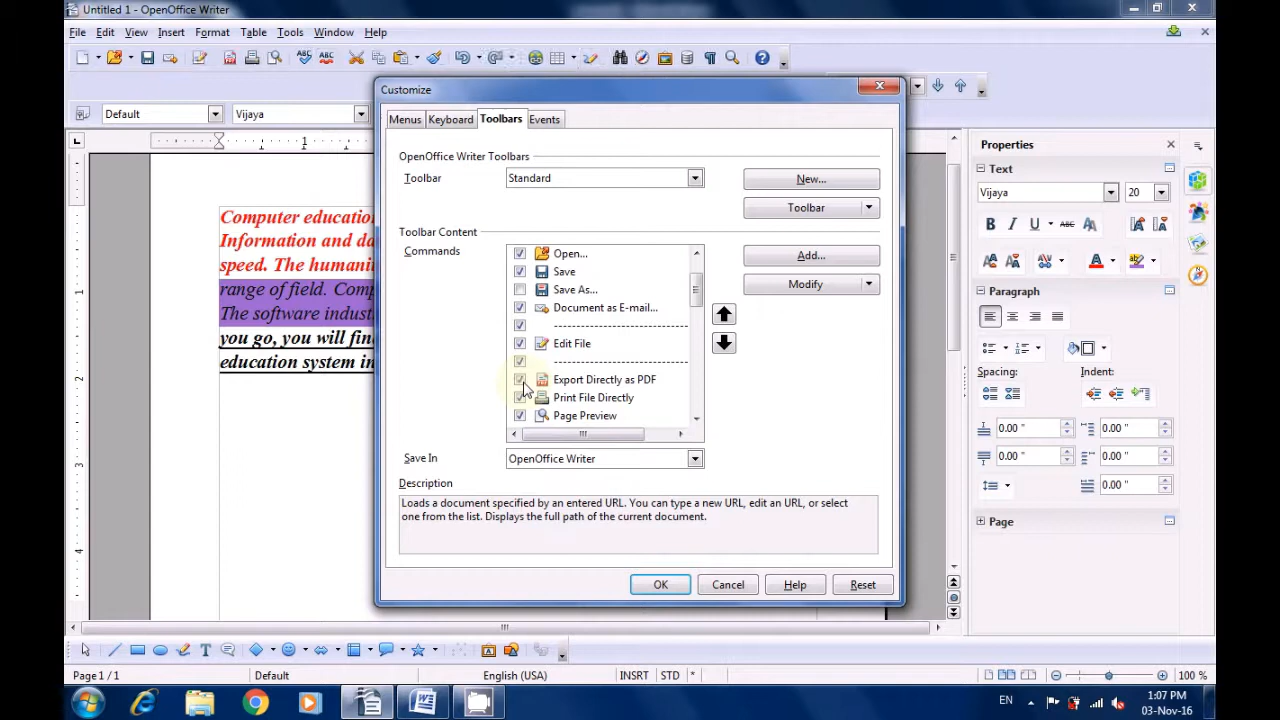 Untitled 1 - OpenOffice Writer
File Edit View Insert Format Table Tools Window Help
Customize
Default Vijaya
Menus Keyboard Toolbars Events
OpenOffice Writer Toolbars
Toolbar Standard New...
Toolbar
Toolbar Content
Commands
Open...
Save
Save As...
Document as E-mail...
Edit File
Export Directly as PDF
Print File Directly
Page Preview
Add...
Modify
Save In OpenOffice Writer
Description
Loads a document specified by an entered URL. You can type a new URL, edit an URL, or select
one from the list. Displays the full path of the current document.
OK Cancel Help Reset
Computer education
Information and da
speed. The humanit
range of field. Comp
The software indust
you go, you will fin
education system in
1
1
2
3
4
Properties
Text
Vijaya 20
Paragraph
Spacing: Indent:
0.00 " 0.00 "
0.00 " 0.00 "
0.00 "
Page
Page 1 / 1 Default English (USA) INSRT STD * 100 %
EN 1:07 PM
03-Nov-16